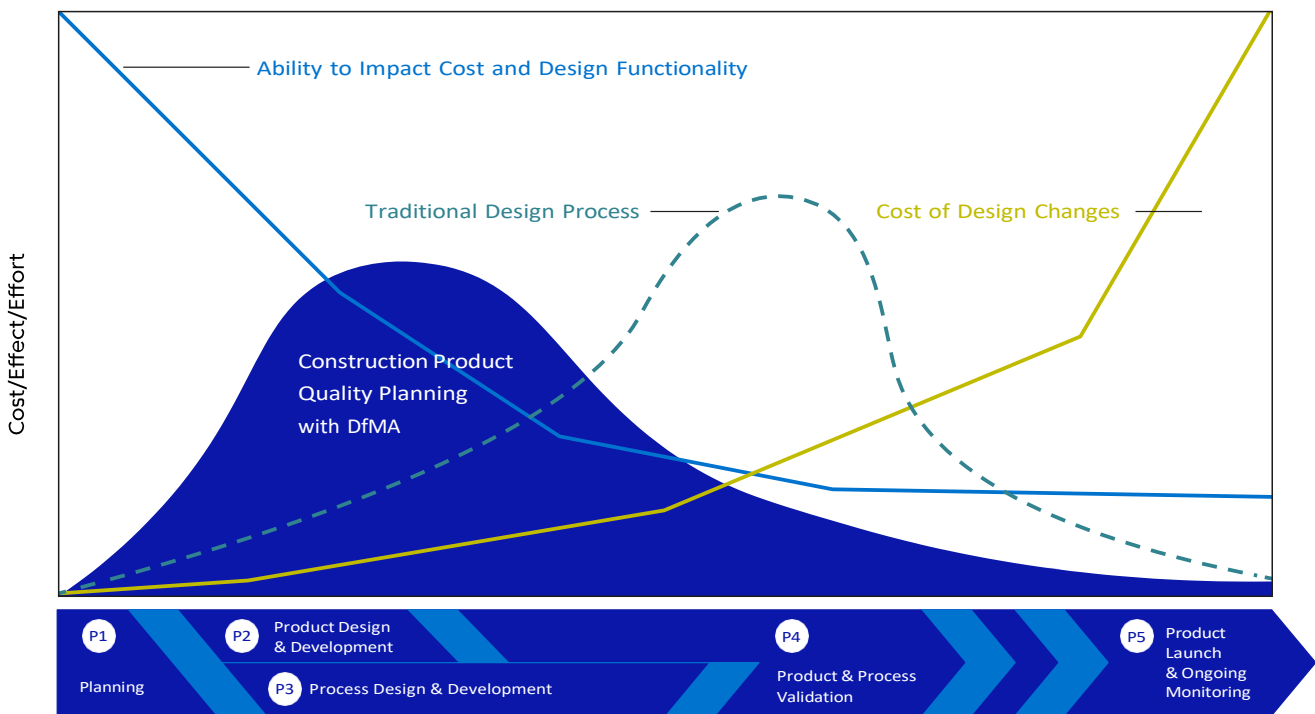 Ability to Impact Cost and Design Functionality
Traditional Design Process
Cost of Design Changes
Cost/Effect/Effort
Construction Product
Quality Planning
with DfMA
P1
Planning
P2
Product Design
& Development
P3
Process Design & Development
P4
Product & Process
Validation
P5
Product
Launch
& Ongoing
Monitoring